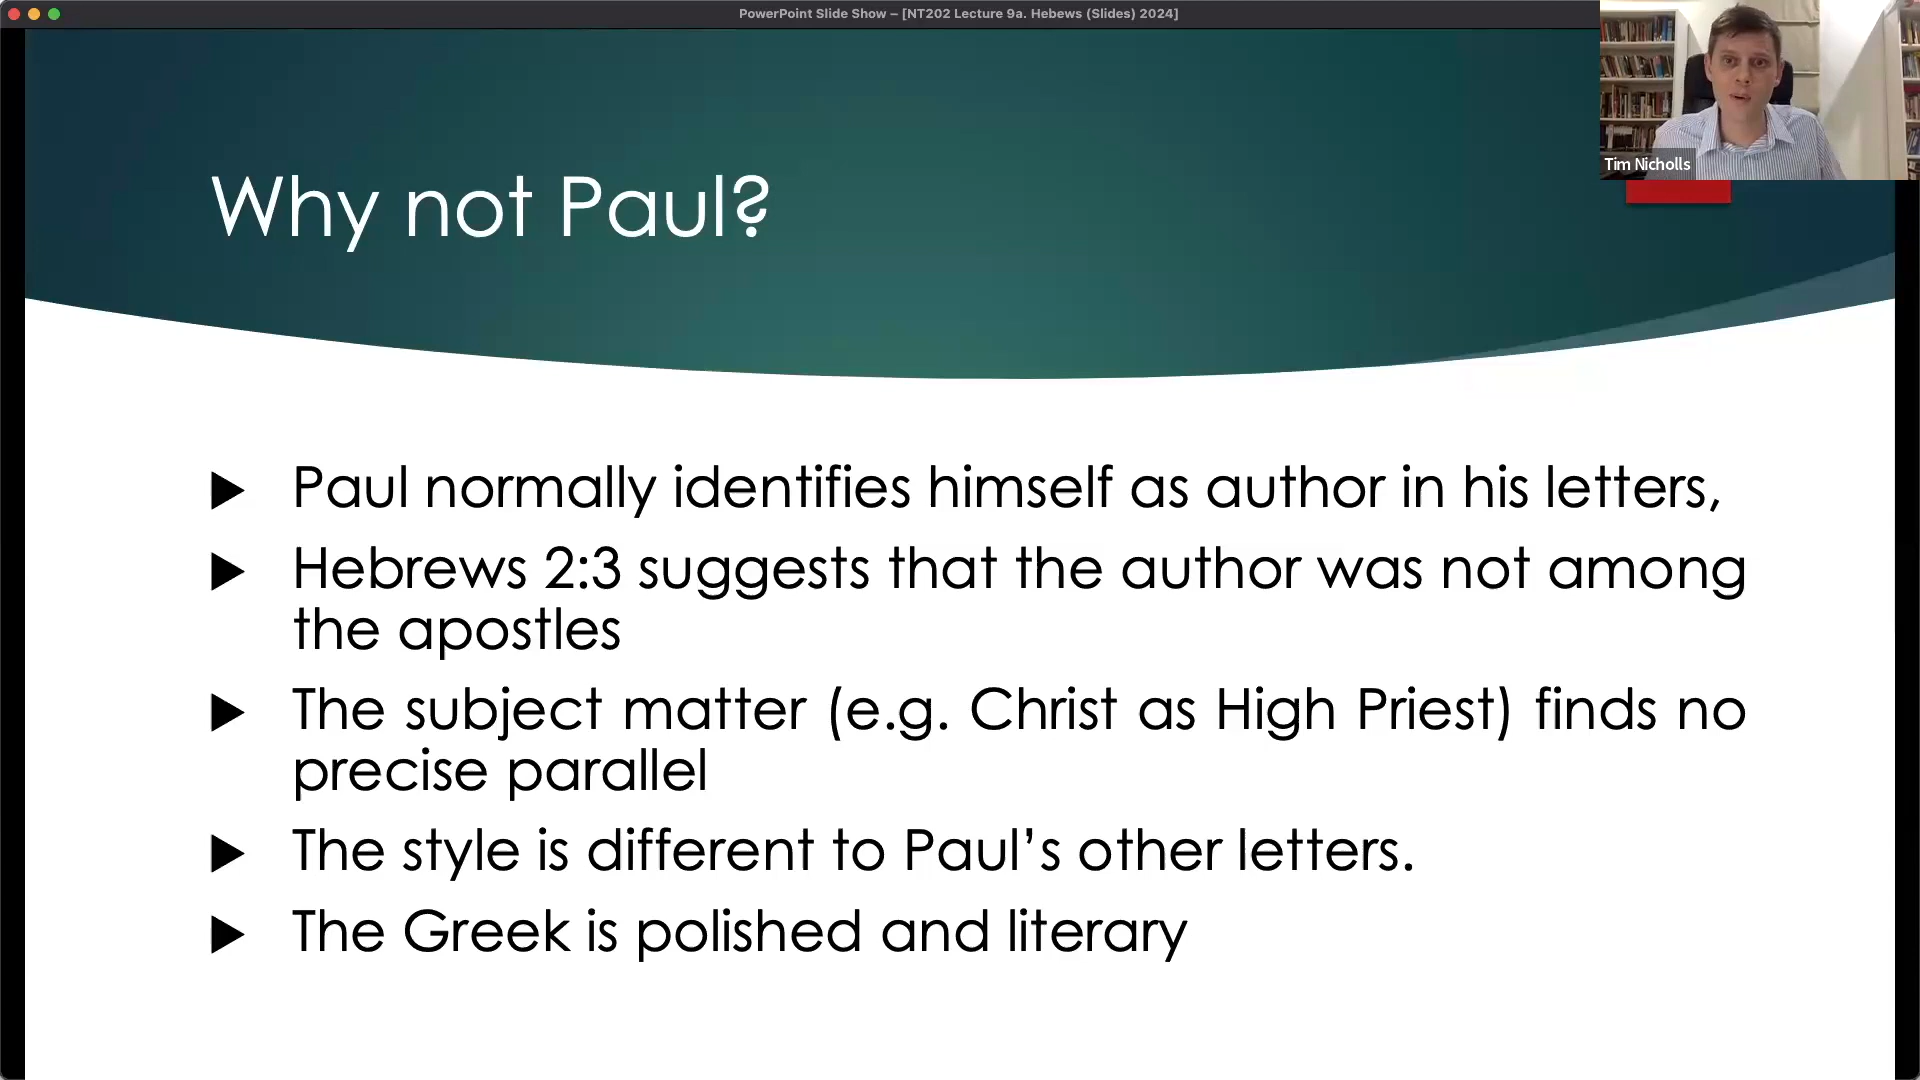 PowerPoint Slide Show – [NT202 Lecture 9a. Hebews (Slides) 2024]
Tim Nicholls
Why not Paul?
Paul normally identifies himself as author in his letters,
Hebrews 2:3 suggests that the author was not among
the apostles
The subject matter (e.g. Christ as High Priest) finds no
precise parallel
The style is different to Paul’s other letters.
The Greek is polished and literary